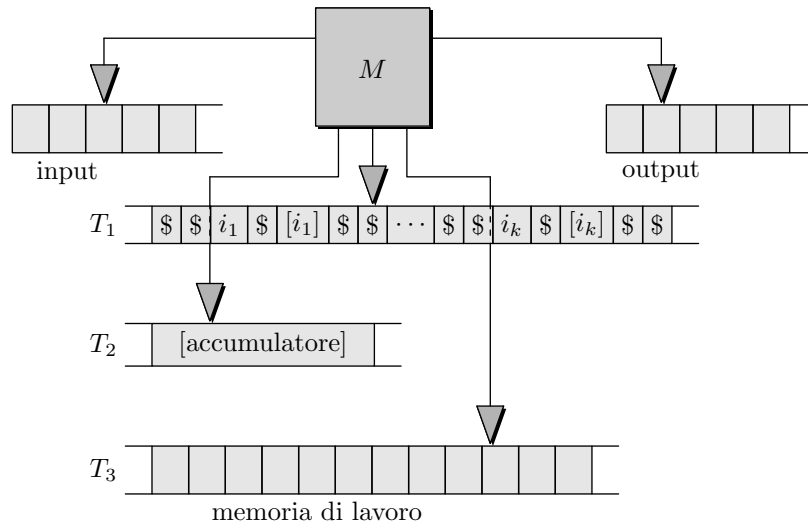 M
input
output
T₁ $ $ i₁ $ [i₁] $ $ ··· $ $ iₖ $ [iₖ] $ $
T₂ [accumulatore]
T₃
memoria di lavoro